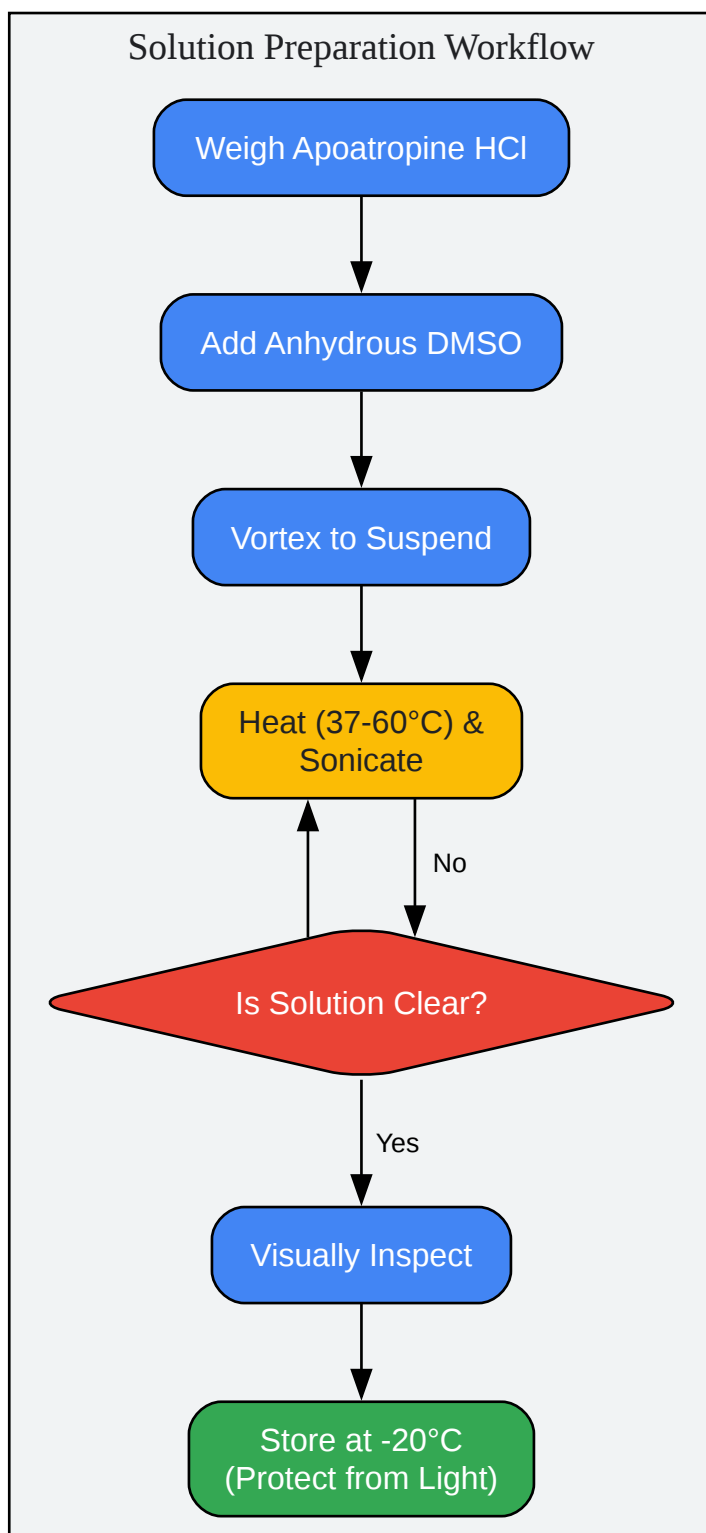 Solution Preparation Workflow
Weigh Apoatropine HCl
Add Anhydrous DMSO
Vortex to Suspend
Heat (37-60°C) &
Sonicate
No
Is Solution Clear?
Yes
Visually Inspect
Store at -20°C
(Protect from Light)